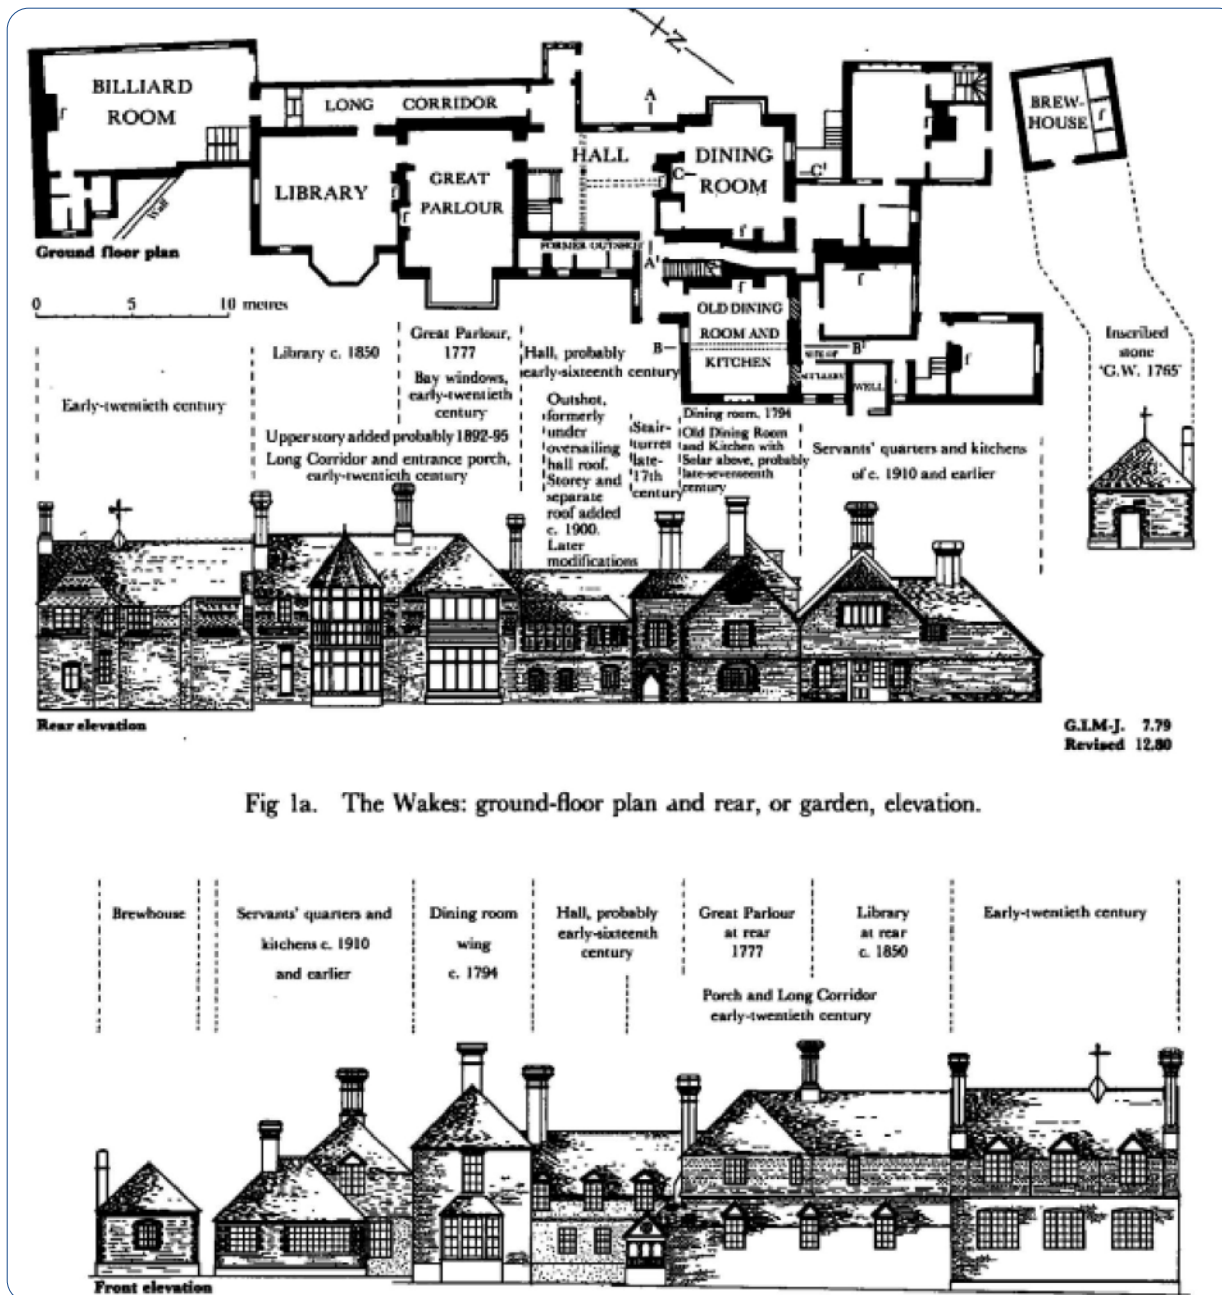 Z
A
BILLIARD
ROOM
LONG CORRIDOR
BREW-
HOUSE
f
f
HALL
DINING
ROOM
C
C¹
f
LIBRARY
GREAT
PARLOUR
f
f
f
Wall
Ground floor plan
FORMER OUTSHOT
A¹
f
f
f
0 5 10 metres
OLD DINING
ROOM AND
KITCHEN
B
B¹
SITE OF
SCULLERY
WELL
f
Inscribed
stone
'G.W. 1765'
Early-twentieth century
Library c. 1850
Great Parlour,
1777
Bay windows,
early-twentieth
century
Upper story added probably 1892-95
Long Corridor and entrance porch,
early-twentieth century
Hall, probably
early-sixteenth century
Outshot,
formerly
under
oversailing
hall roof.
Storey and
separate
roof added
c. 1900.
Later
modifications
Stair-
turret
late-
17th
century
Dining room, 1794
Old Dining Room
and Kitchen with
Solar above, probably
late-seventeenth
century
Servants' quarters and kitchens
of c. 1910 and earlier
Rear elevation
G.I.M-J. 7.79
Revised 12.80
Fig 1a. The Wakes: ground-floor plan and rear, or garden, elevation.
Brewhouse
Servants' quarters and
kitchens c. 1910
and earlier
Dining room
wing
c. 1794
Hall, probably
early-sixteenth
century
Great Parlour
at rear
1777
Library
at rear
c. 1850
Porch and Long Corridor
early-twentieth century
Early-twentieth century
Front elevation